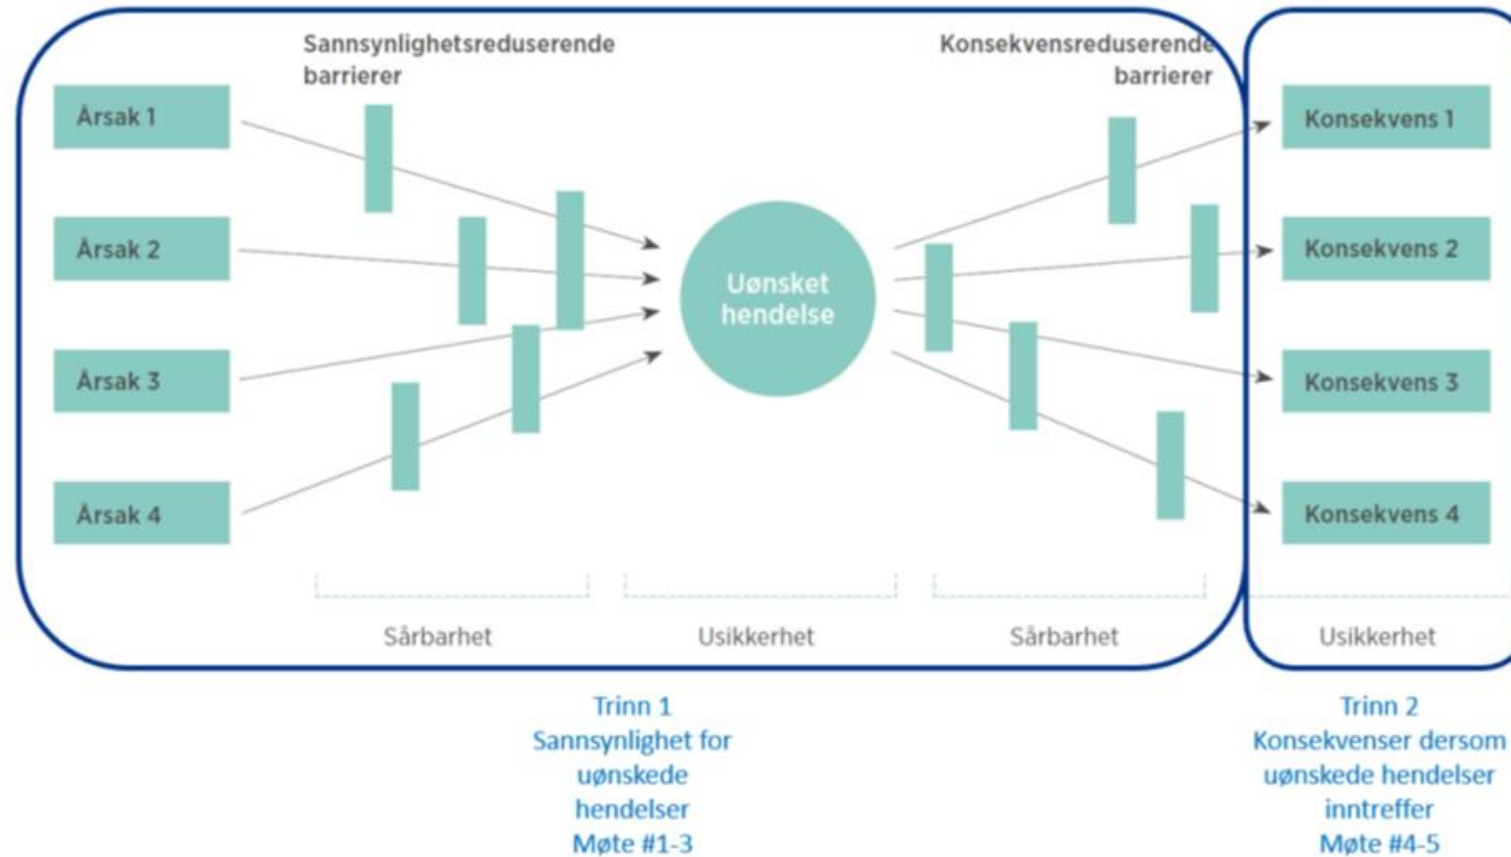 Sannsynlighetsreduserende
barrierer
Konsekvensreduserende
barrierer
Årsak 1
Årsak 2
Årsak 3
Årsak 4
Uønsket
hendelse
Konsekvens 1
Konsekvens 2
Konsekvens 3
Konsekvens 4
Sårbarhet
Usikkerhet
Sårbarhet
Usikkerhet
Trinn 1
Sannsynlighet for
uønskede
hendelser
Møte #1-3
Trinn 2
Konsekvenser dersom
uønskede hendelser
inntreffer
Møte #4-5